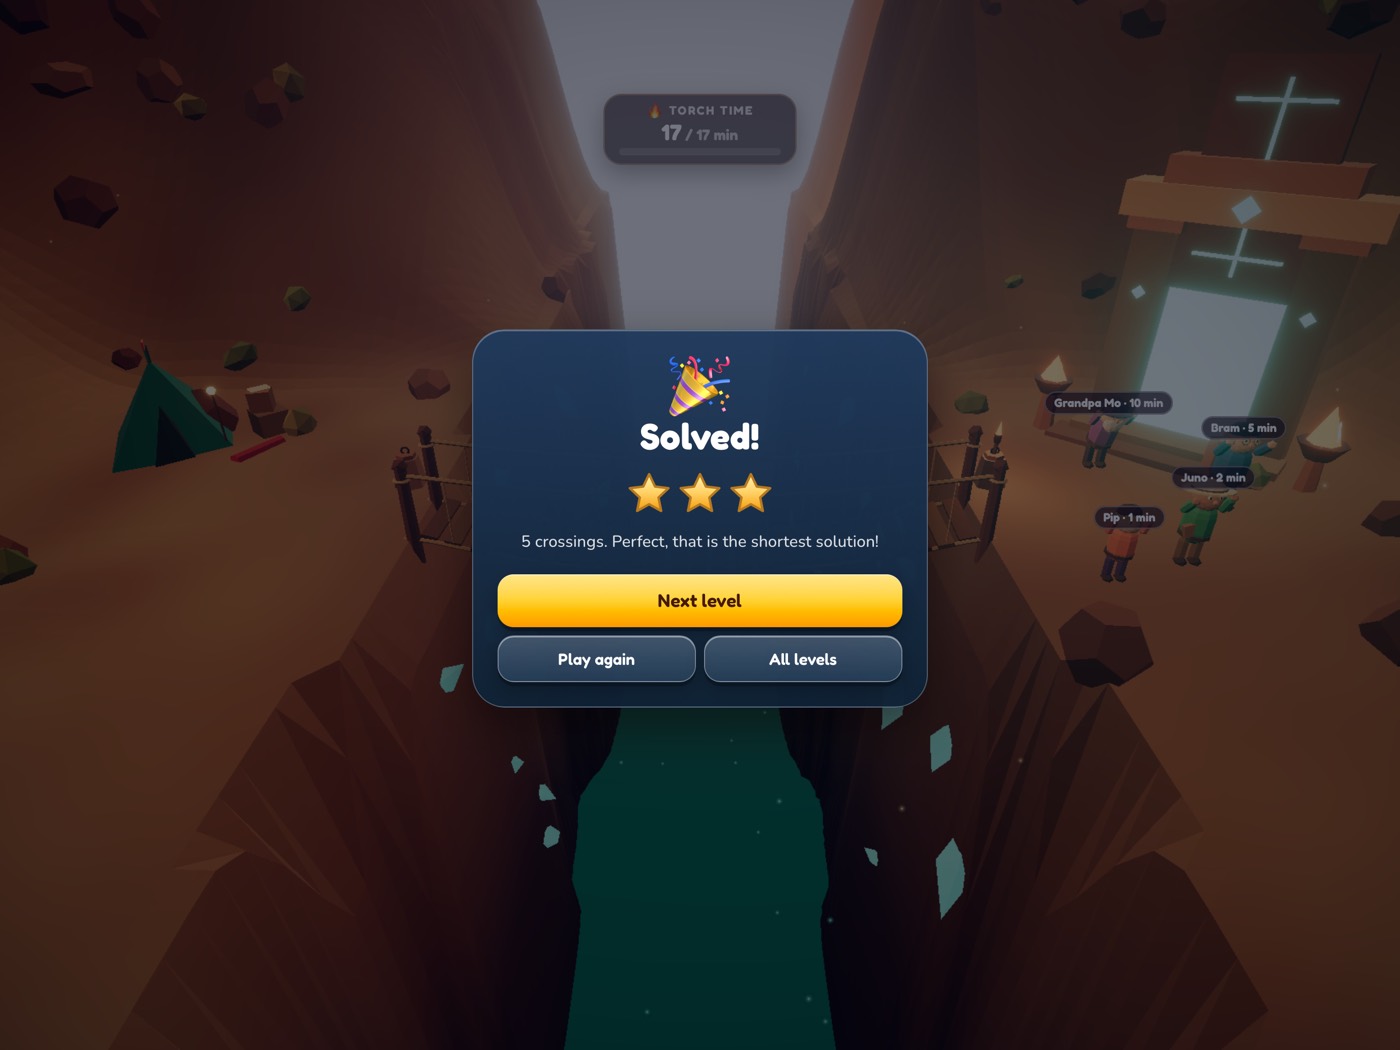 🔥 TORCH TIME
17 / 17 min
Grandpa Mo · 10 min
Bram · 5 min
Juno · 2 min
Pip · 1 min
Solved!
5 crossings. Perfect, that is the shortest solution!
Next level
Play again
All levels